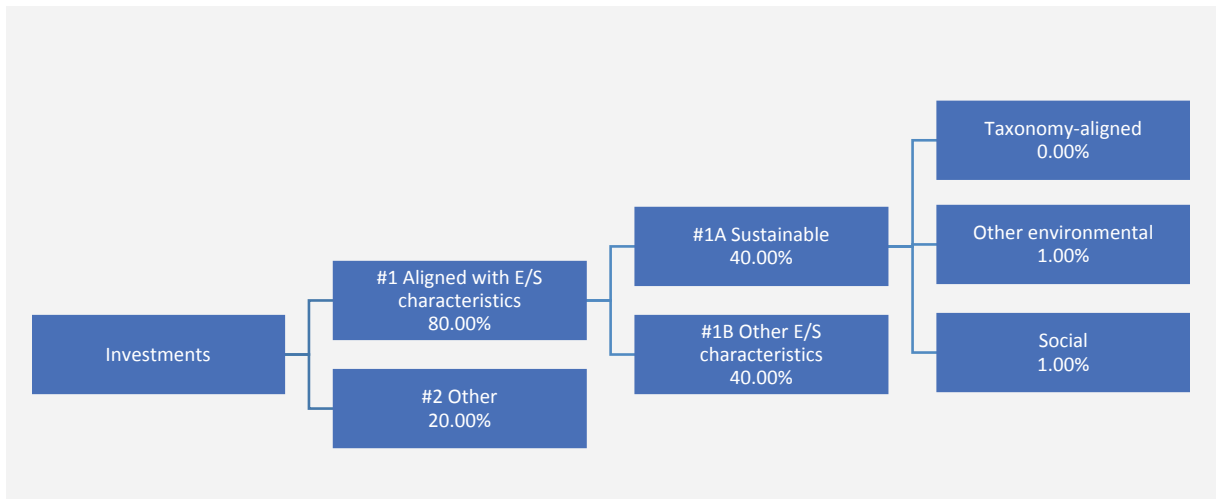 Investments
#1 Aligned with E/S
characteristics
80.00%
#2 Other
20.00%
#1A Sustainable
40.00%
#1B Other E/S
characteristics
40.00%
Taxonomy-aligned
0.00%
Other environmental
1.00%
Social
1.00%